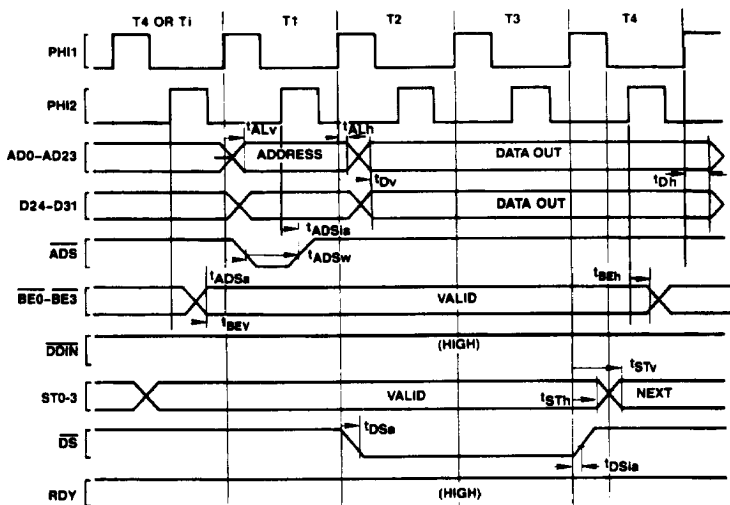 T4 OR Ti T1 T2 T3 T4
PHI1
PHI2
tALv tALh
AD0–AD23 ADDRESS DATA OUT
tDv tDh
D24–D31 DATA OUT
tADSia
ADS
tADSw
tADSa tBEh
BE0–BE3 VALID
tBEv
DDIN (HIGH)
tSTv
ST0-3 VALID tSTh NEXT
DS tDSa
tDSia
RDY (HIGH)